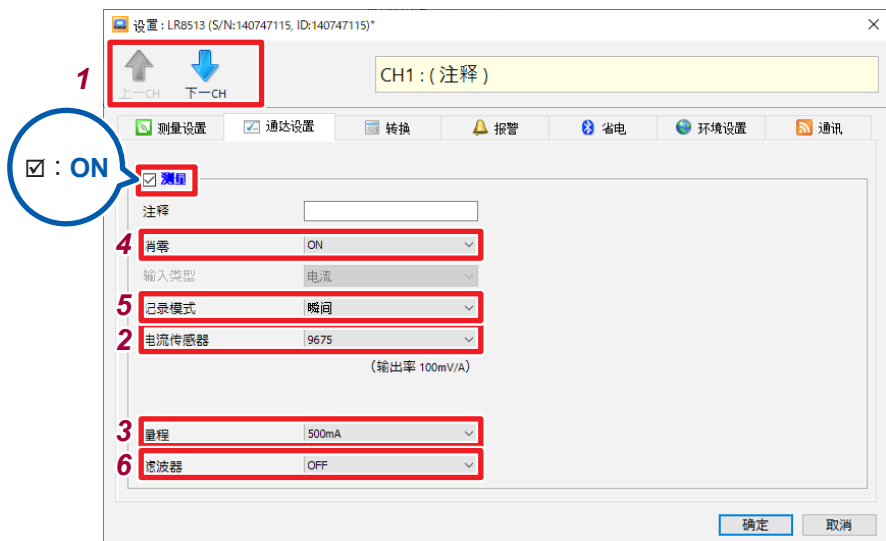 设置 : LR8513 (S/N:140747115, ID:140747115)*
1
上一CH 下一CH
CH1 : ( 注释 )
测量设置 通达设置 转换 报警 省电 环境设置 通讯
☑：ON
☑ 测量
注释
4 消零 ON
输入类型 电流
5 记录模式 瞬间
2 电流传感器 9675
(输出率 100mV/A)
3 量程 500mA
6 滤波器 OFF
确定 取消